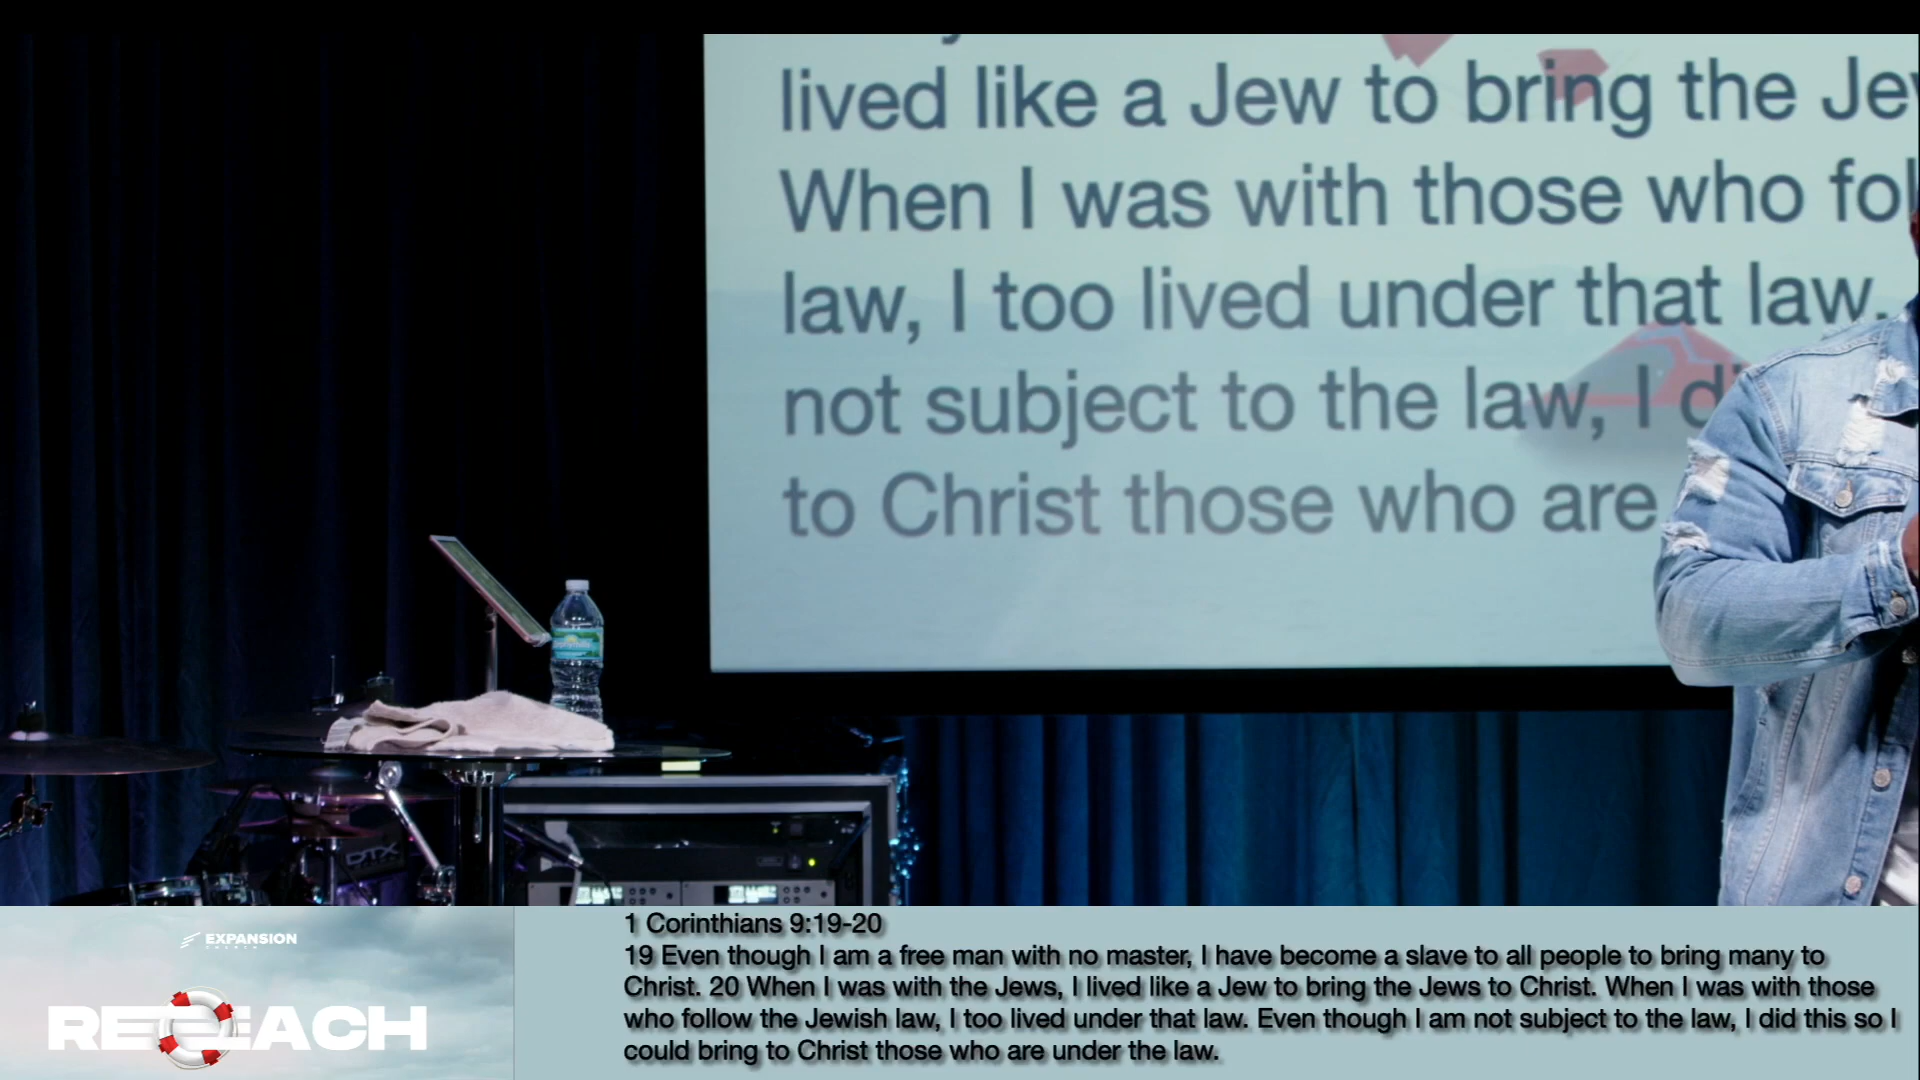 lived like a Jew to bring the
When I was with those who
law, I too lived under that law.
not subject to the law, I
to Christ those who are
DTX
EXPANSION
CHURCH
REACH
1 Corinthians 9:19-20
19 Even though I am a free man with no master, I have become a slave to all people to bring many to
Christ. 20 When I was with the Jews, I lived like a Jew to bring the Jews to Christ. When I was with those
who follow the Jewish law, I too lived under that law. Even though I am not subject to the law, I did this so I
could bring to Christ those who are under the law.